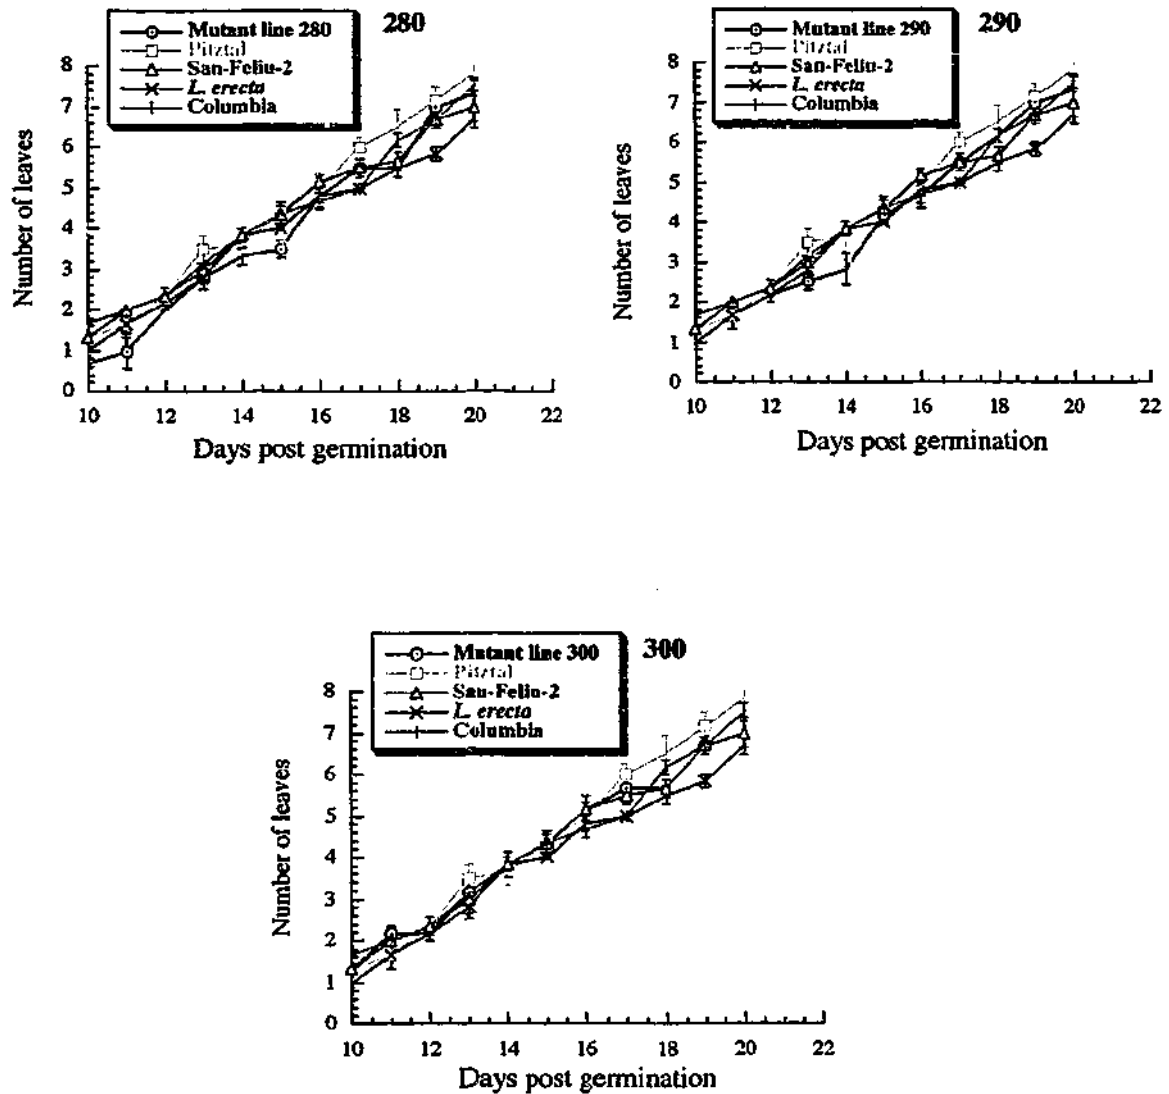 280
Mutant line 280
Pitztal
San-Feliu-2
L. erecta
Columbia
Number of leaves
8
7
6
5
4
3
2
1
0
10 12 14 16 18 20 22
Days post germination
290
Mutant line 290
Pitztal
San-Feliu-2
L. erecta
Columbia
Number of leaves
8
7
6
5
4
3
2
1
0
10 12 14 16 18 20 22
Days post germination
300
Mutant line 300
Pitztal
San-Feliu-2
L. erecta
Columbia
Number of leaves
8
7
6
5
4
3
2
1
0
10 12 14 16 18 20 22
Days post germination